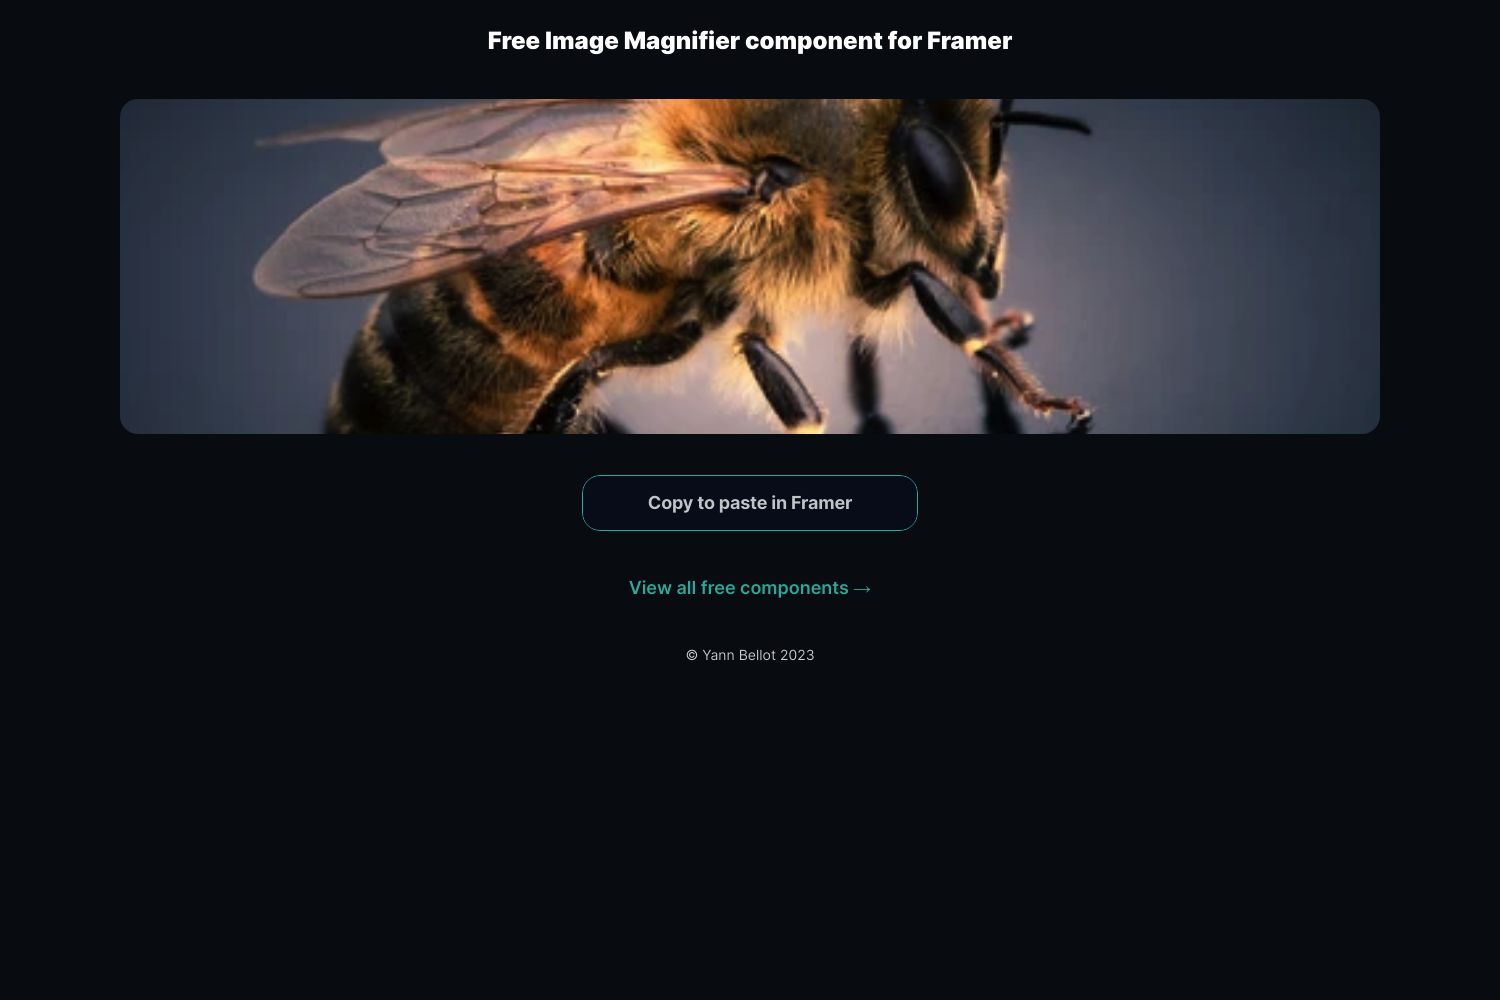 Free Image Magnifier component for Framer
Copy to paste in Framer
View all free components →
© Yann Bellot 2023